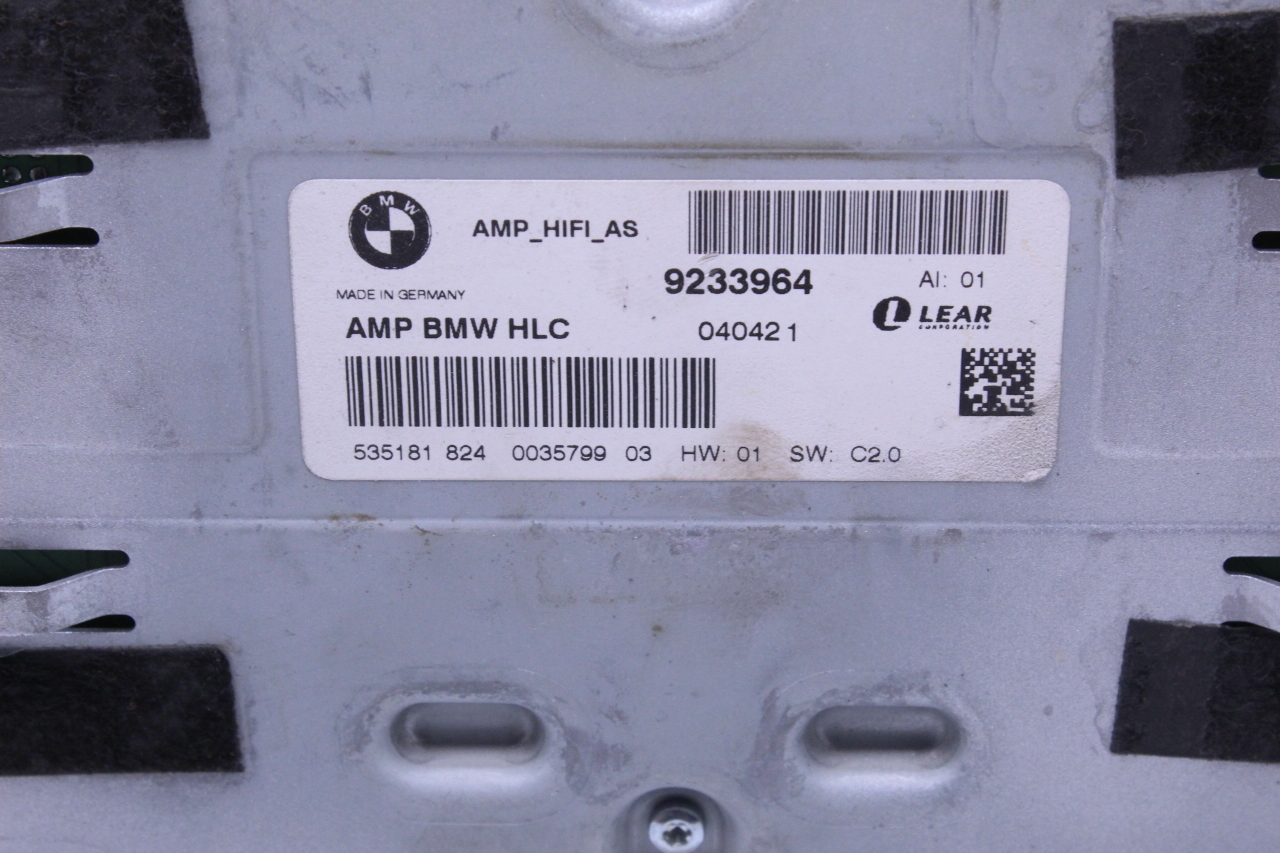 BMW
AMP_HIFI_AS
9233964 AI: 01
MADE IN GERMANY
AMP BMW HLC 040421
LEAR
CORPORATION
535181 824 0035799 03 HW: 01 SW: C2.0